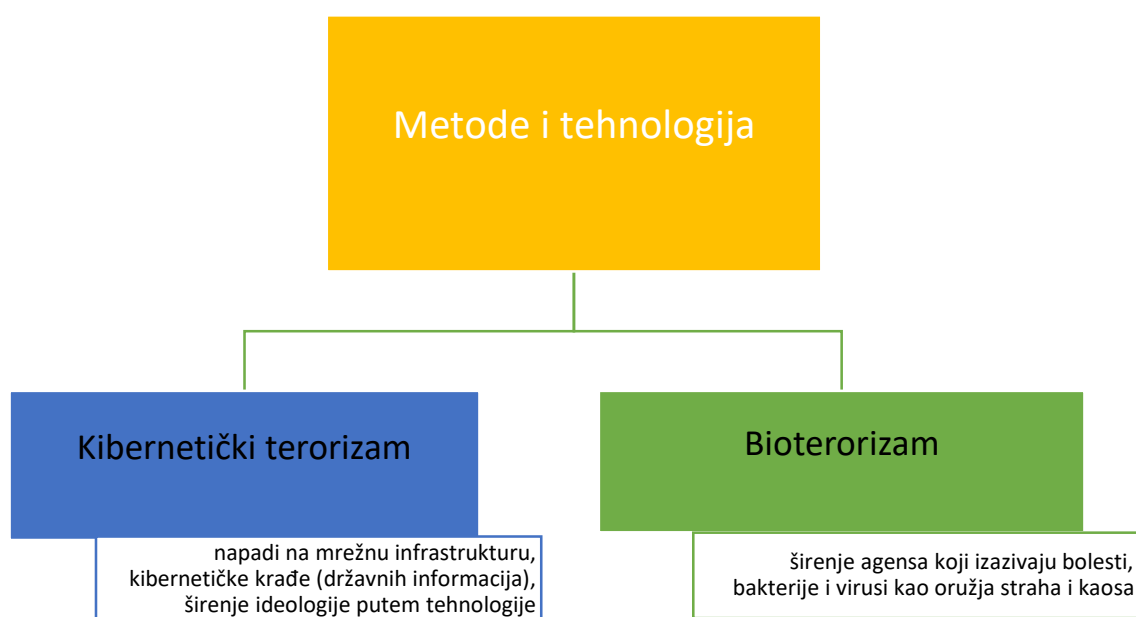 Metode i tehnologija
Kibernetički terorizam
napadi na mrežnu infrastrukturu,
kibernetičke krađe (državnih informacija),
širenje ideologije putem tehnologije
Bioterorizam
širenje agensa koji izazivaju bolesti,
bakterije i virusi kao oružja straha i kaosa